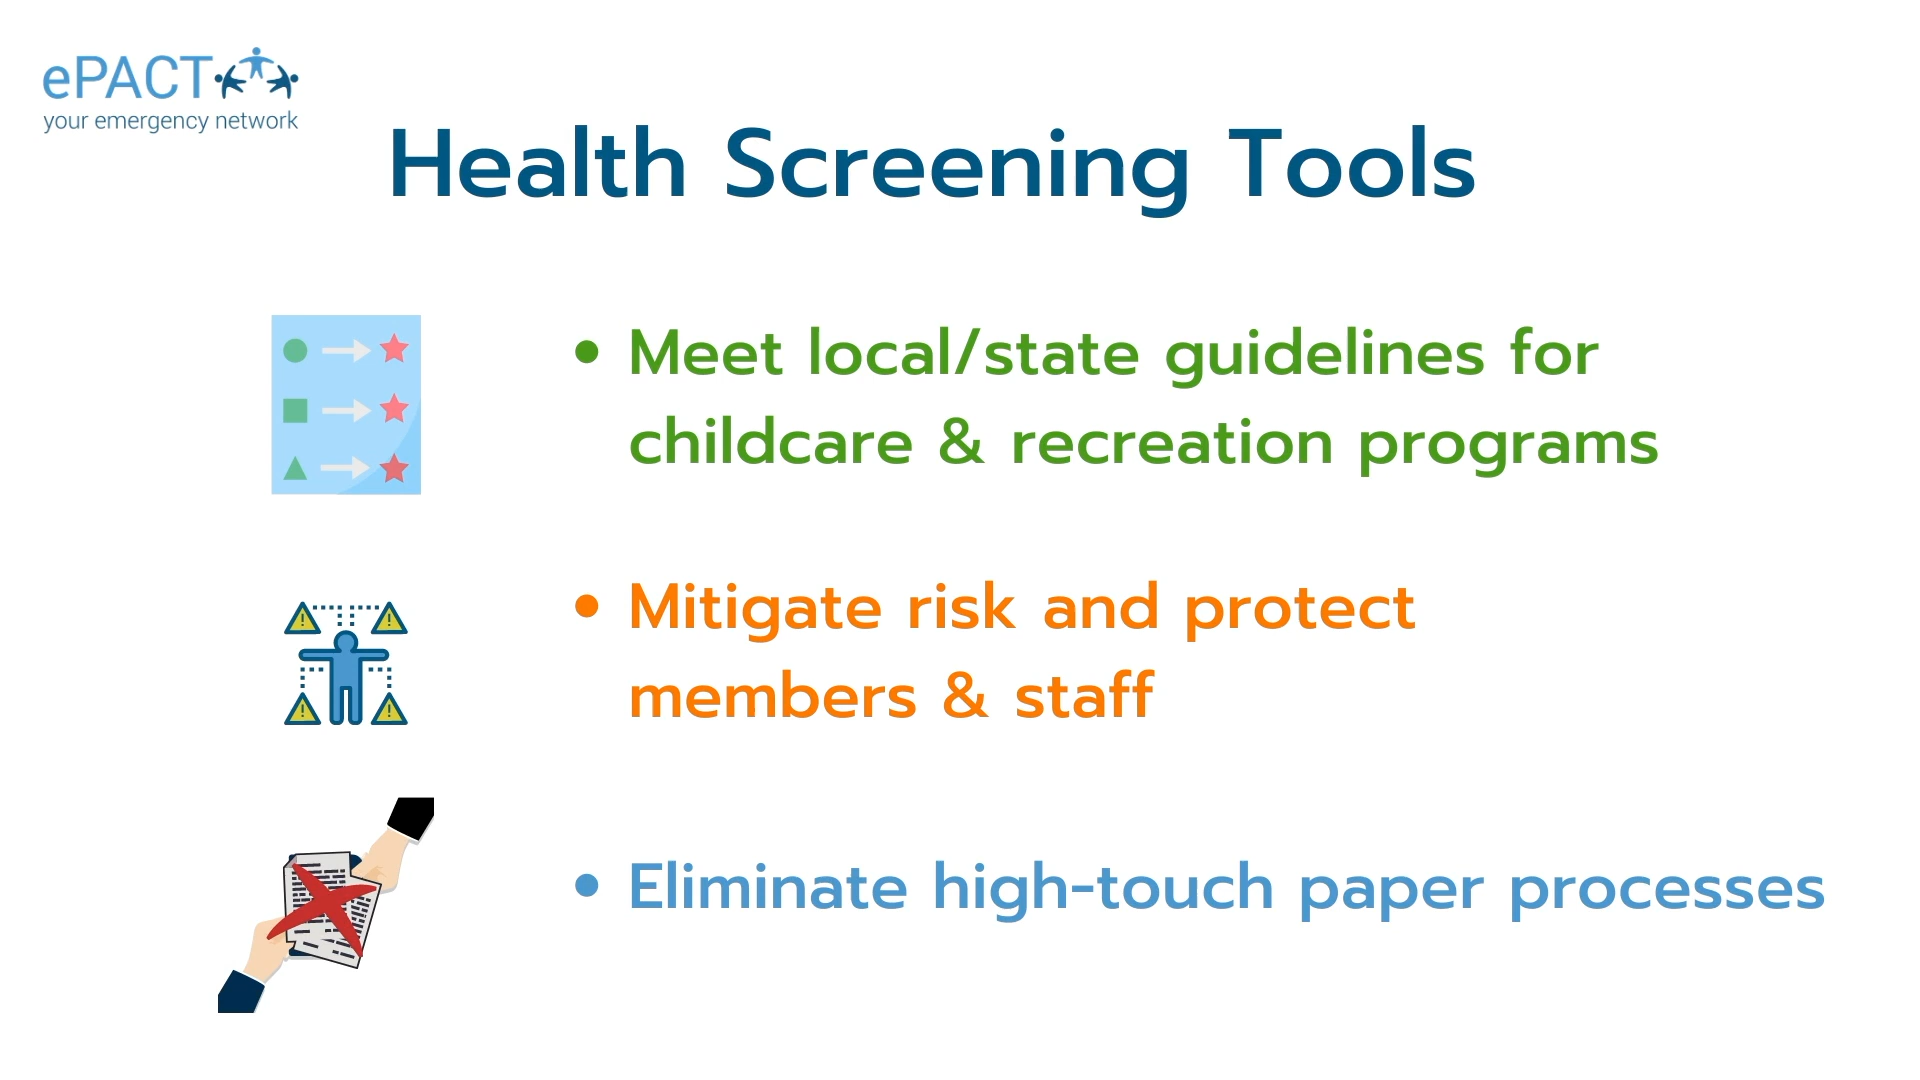 ePACT
your emergency network
Health Screening Tools
• Meet local/state guidelines for
childcare & recreation programs
• Mitigate risk and protect
members & staff
• Eliminate high-touch paper processes